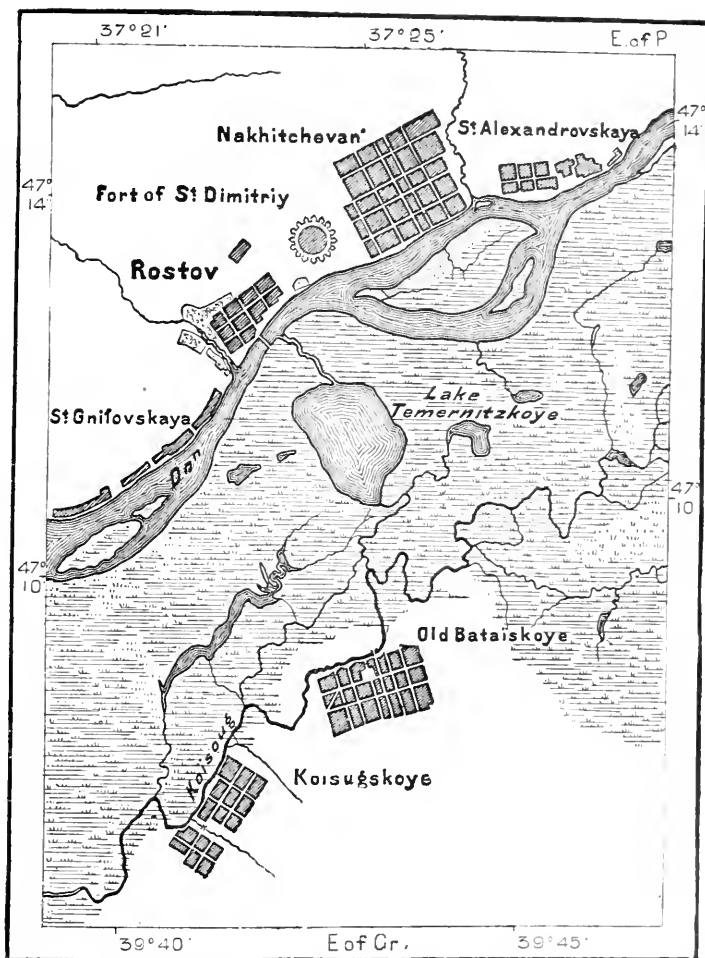 37°21'
37°25'
E. of P
47°
14'
Nakhitchevan
St Alexandrovskaya
47°
14'
Fort of St Dimitriy
Rostov
Lake
Temernitzkoye
St Gnilovskaya
Don
47°
10'
47°
10'
Old Bataiskoye
Koisoug
Koisugskoye
39°40'
E of Gr.
39°45'